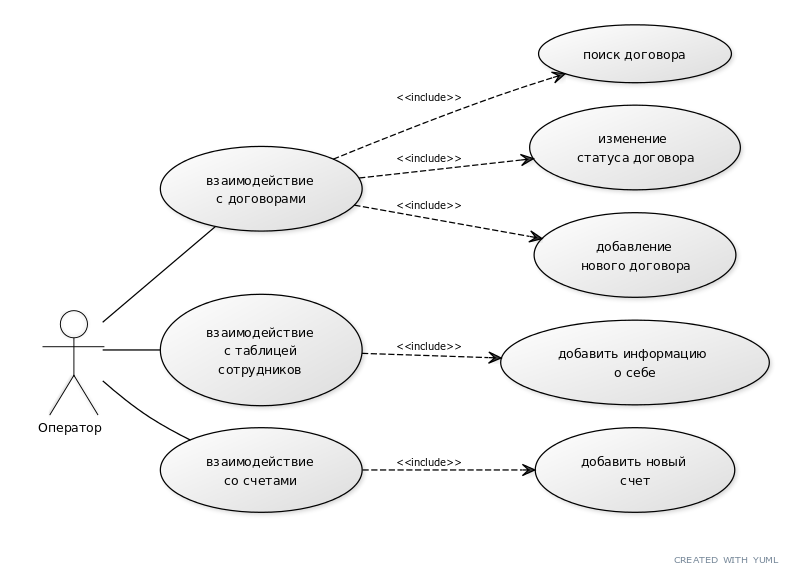 поиск договора
<<include>>
изменение
статуса договора
<<include>>
взаимодействие
с договорами
<<include>>
добавление
нового договора
взаимодействие
с таблицей
сотрудников
<<include>>
добавить информацию
о себе
Оператор
взаимодействие
со счетами
<<include>>
добавить новый
счет
CREATED WITH YUML